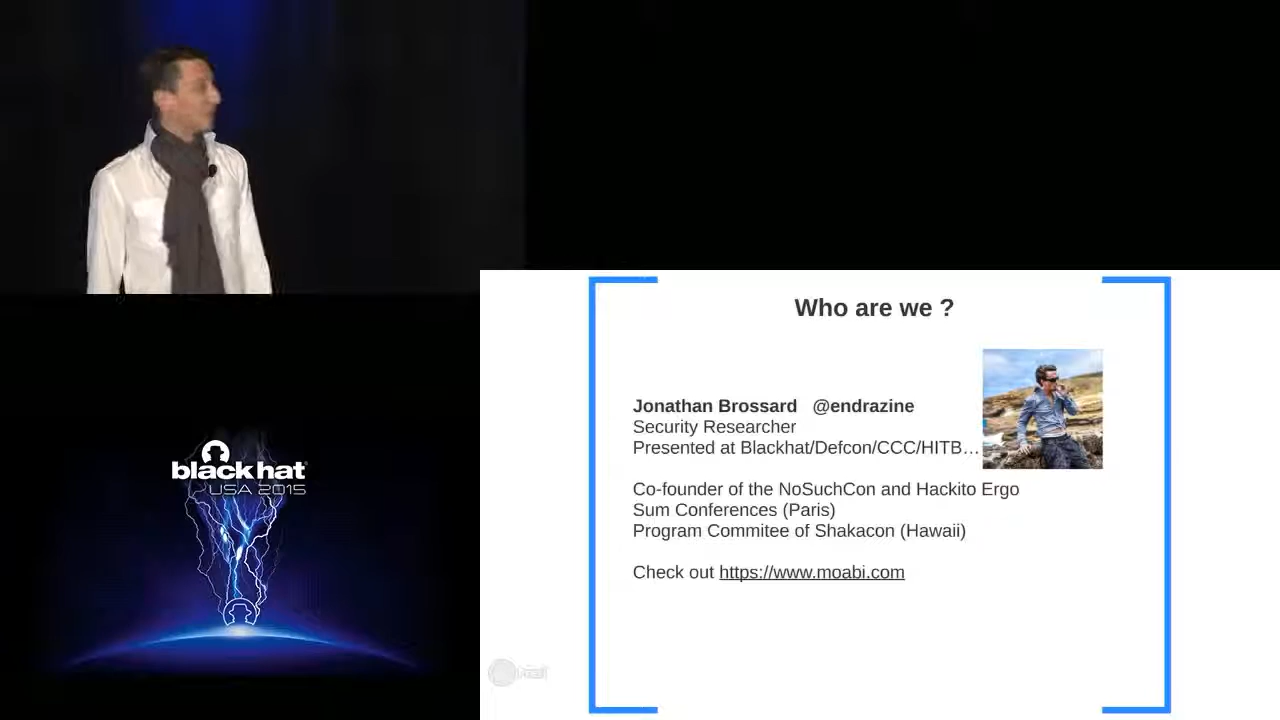 Who are we ?
Jonathan Brossard @endrazine
Security Researcher
Presented at Blackhat/Defcon/CCC/HITB…
Co-founder of the NoSuchCon and Hackito Ergo
Sum Conferences (Paris)
Program Commitee of Shakacon (Hawaii)
Check out https://www.moabi.com
black hat
USA 2015